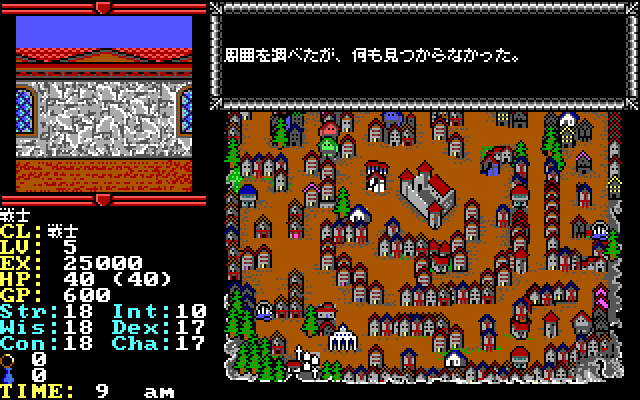 周囲を調べたが、何も見つからなかった。
戦士
CL: 戦士
LV: 5
EX: 25000
HP: 40 (40)
GP: 600
Str:18 Int:10
Wis:18 Dex:17
Con:18 Cha:17
0
0
TIME: 9 am